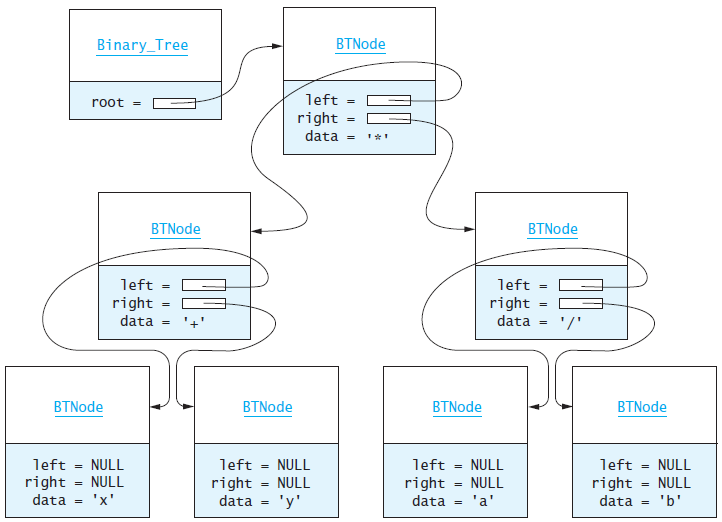 Binary_Tree
root =
BTNode
left =
right =
data = '*'
BTNode
left =
right =
data = '+'
BTNode
left =
right =
data = '/'
BTNode
left = NULL
right = NULL
data = 'x'
BTNode
left = NULL
right = NULL
data = 'y'
BTNode
left = NULL
right = NULL
data = 'a'
BTNode
left = NULL
right = NULL
data = 'b'